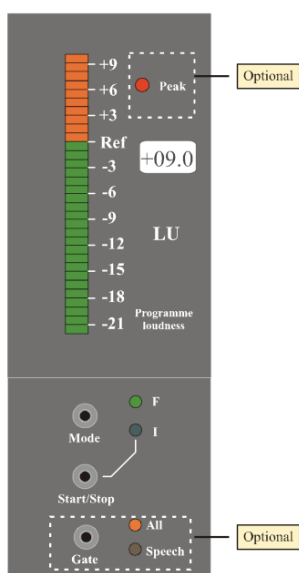 +9
Peak
Optional
+6
+3
Ref
+09.0
-3
-6
-9
LU
-12
-15
-18
Programme
loudness
-21
F
Mode
I
Start/Stop
All
Gate
Speech
Optional